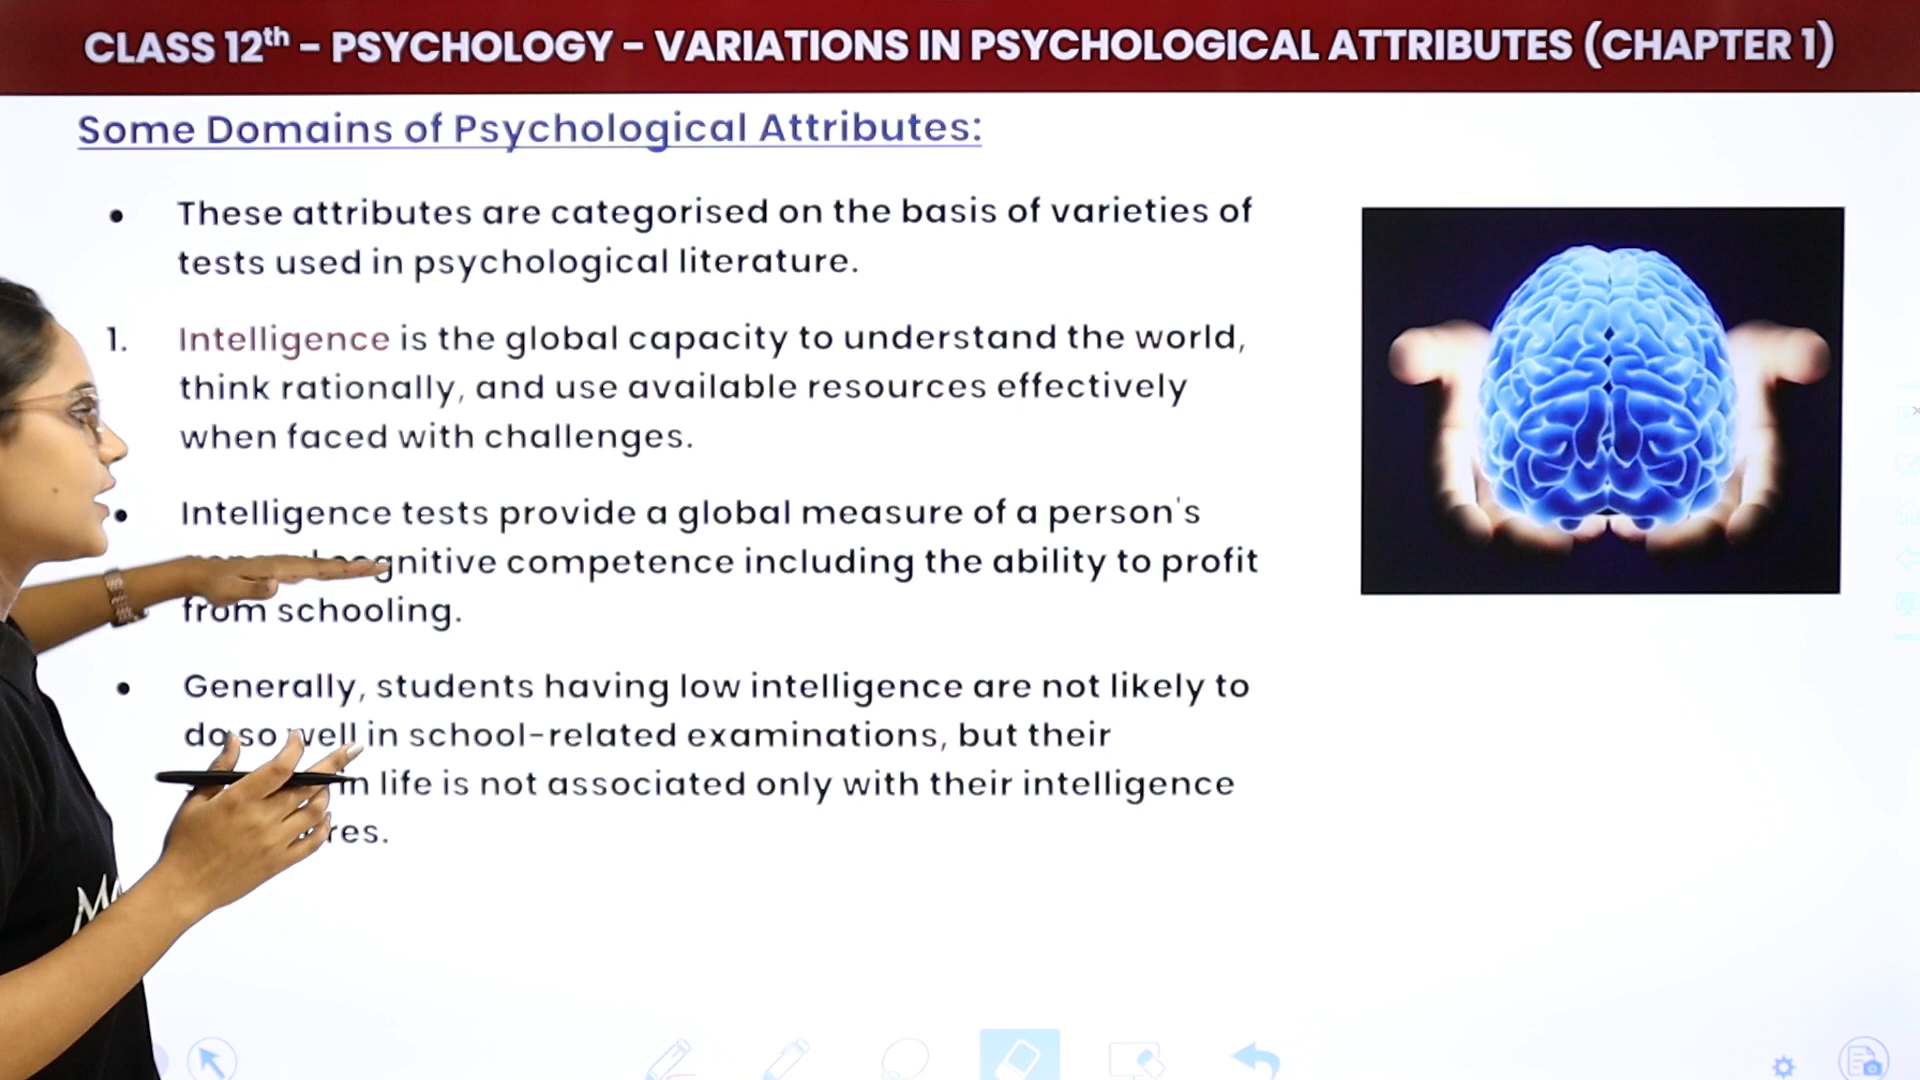 CLASS 12th – PSYCHOLOGY – VARIATIONS IN PSYCHOLOGICAL ATTRIBUTES (CHAPTER 1)
Some Domains of Psychological Attributes:
• These attributes are categorised on the basis of varieties of
tests used in psychological literature.
1. Intelligence is the global capacity to understand the world,
think rationally, and use available resources effectively
when faced with challenges.
• Intelligence tests provide a global measure of a person's
cognitive competence including the ability to profit
from schooling.
• Generally, students having low intelligence are not likely to
do so well in school-related examinations, but their
in life is not associated only with their intelligence